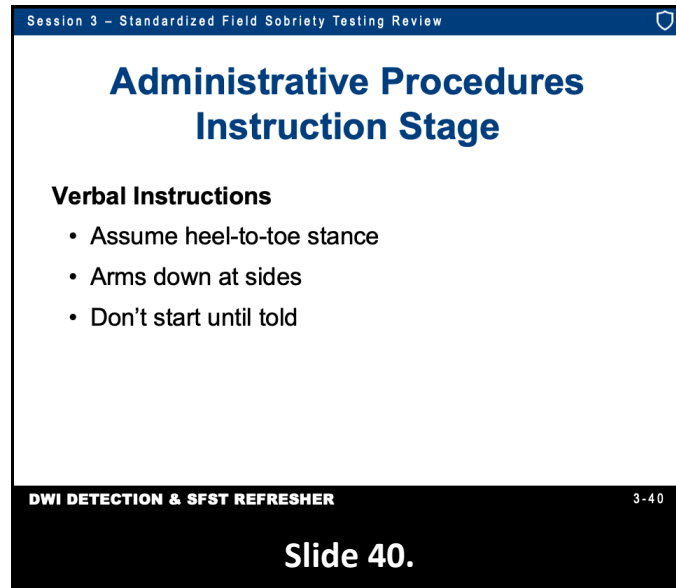 Session 3 – Standardized Field Sobriety Testing Review
Administrative Procedures
Instruction Stage
Verbal Instructions
• Assume heel-to-toe stance
• Arms down at sides
• Don't start until told
DWI DETECTION & SFST REFRESHER
3-40
Slide 40.